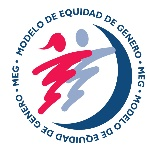 MEG - MODELO DE EQUIDAD DE GENERO - MEG - MODELO DE EQUIDAD DE GENERO -